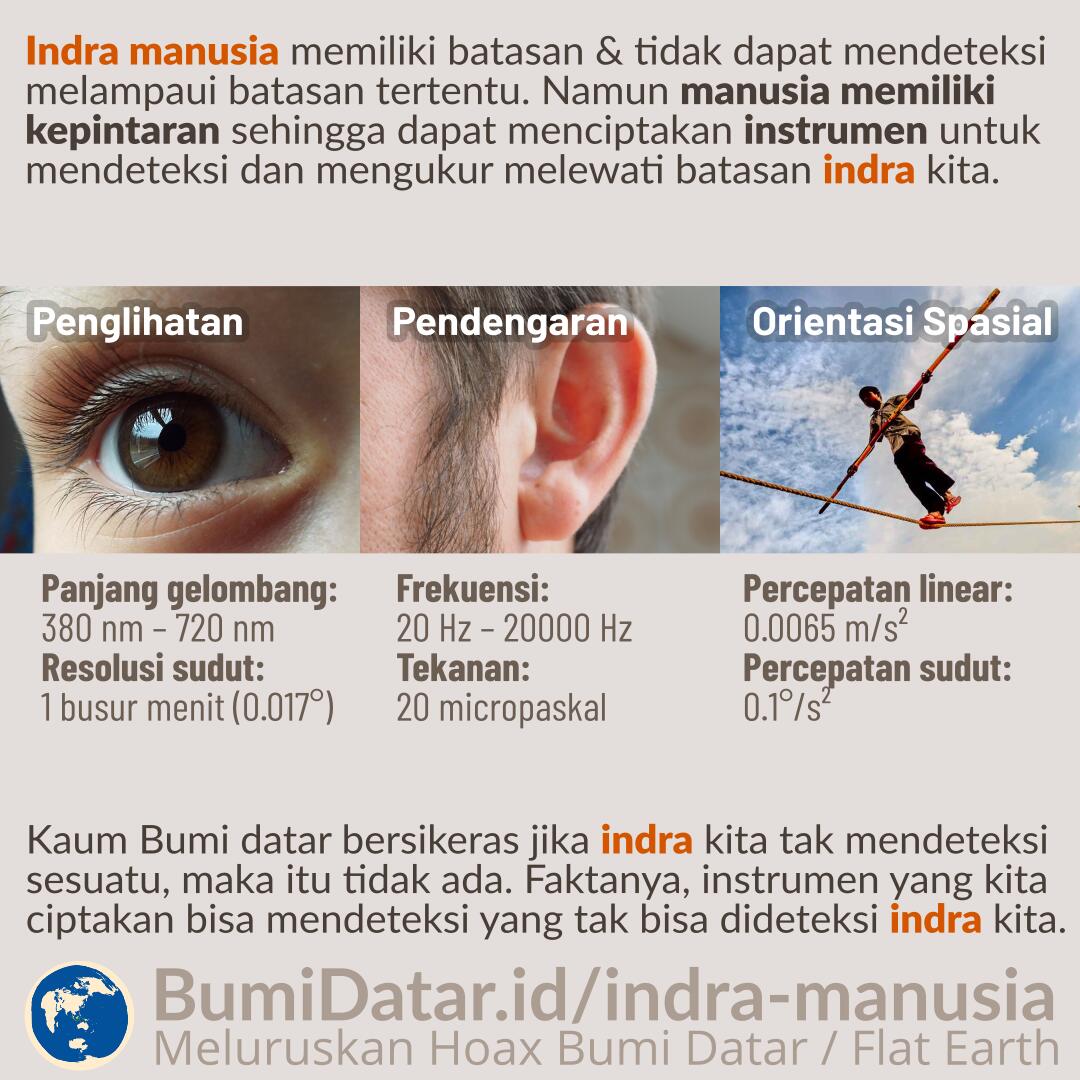 Indra manusia memiliki batasan & tidak dapat mendeteksi
melampaui batasan tertentu. Namun manusia memiliki
kepintaran sehingga dapat menciptakan instrumen untuk
mendeteksi dan mengukur melewati batasan indra kita.
Penglihatan
Pendengaran
Orientasi Spasial
Panjang gelombang:
380 nm – 720 nm
Resolusi sudut:
1 busur menit (0.017°)
Frekuensi:
20 Hz – 20000 Hz
Tekanan:
20 micropaskal
Percepatan linear:
0.0065 m/s²
Percepatan sudut:
0.1°/s²
Kaum Bumi datar bersikeras jika indra kita tak mendeteksi
sesuatu, maka itu tidak ada. Faktanya, instrumen yang kita
ciptakan bisa mendeteksi yang tak bisa dideteksi indra kita.
BumiDatar.id/indra-manusia
Meluruskan Hoax Bumi Datar / Flat Earth